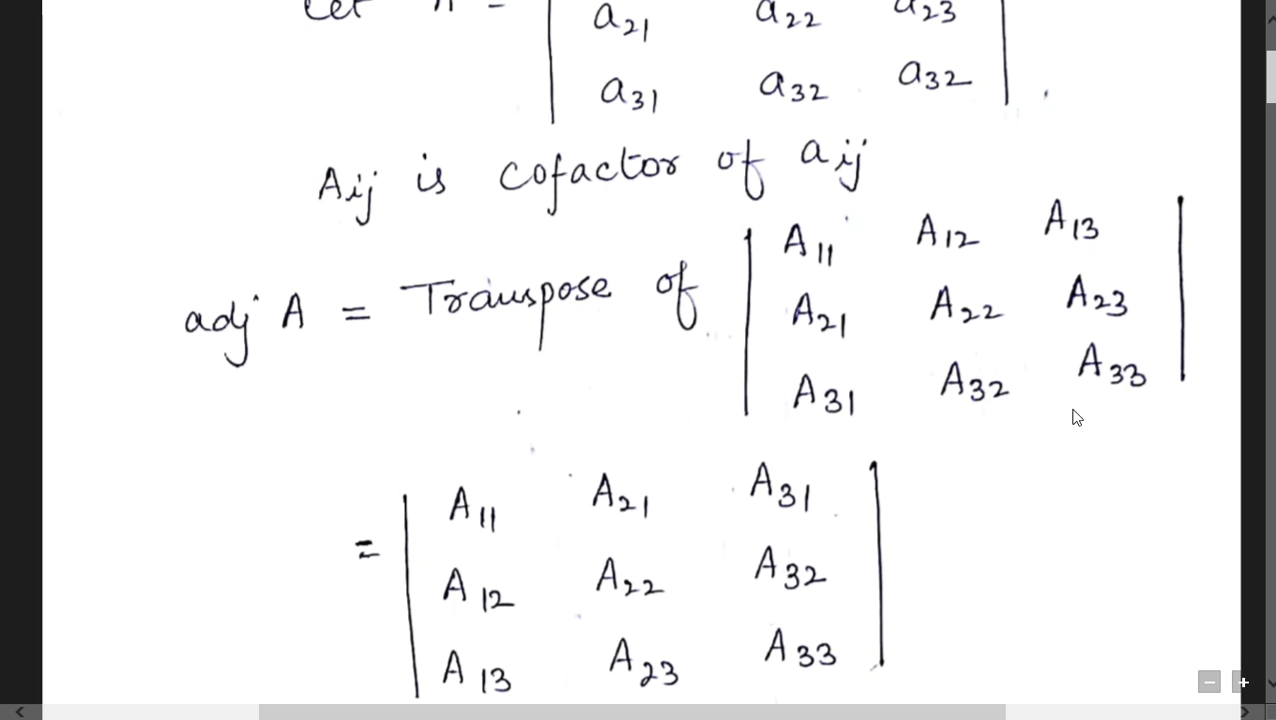 Let A =
a21 a22 a23
a31 a32 a32
Aij is cofactor of aij
adj A = Transpose of
A11 A12 A13
A21 A22 A23
A31 A32 A33
=
A11 A21 A31
A12 A22 A32
A13 A23 A33